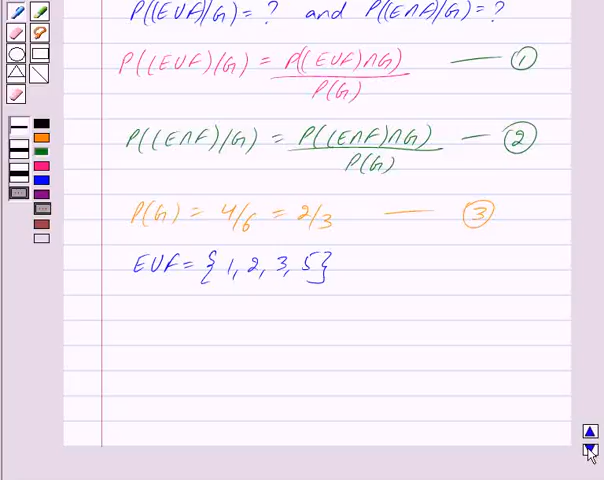 P((EUF)|G) = ? and P((E∩F)|G) = ?
P((EUF)/G) = P((EUF)∩G) / P(G) —— ①
P((E∩F)/G) = P((E∩F)∩G) / P(G) — ②
P(G) = 4/6 = 2/3 —— ③
EUF = { 1, 2, 3, 5}